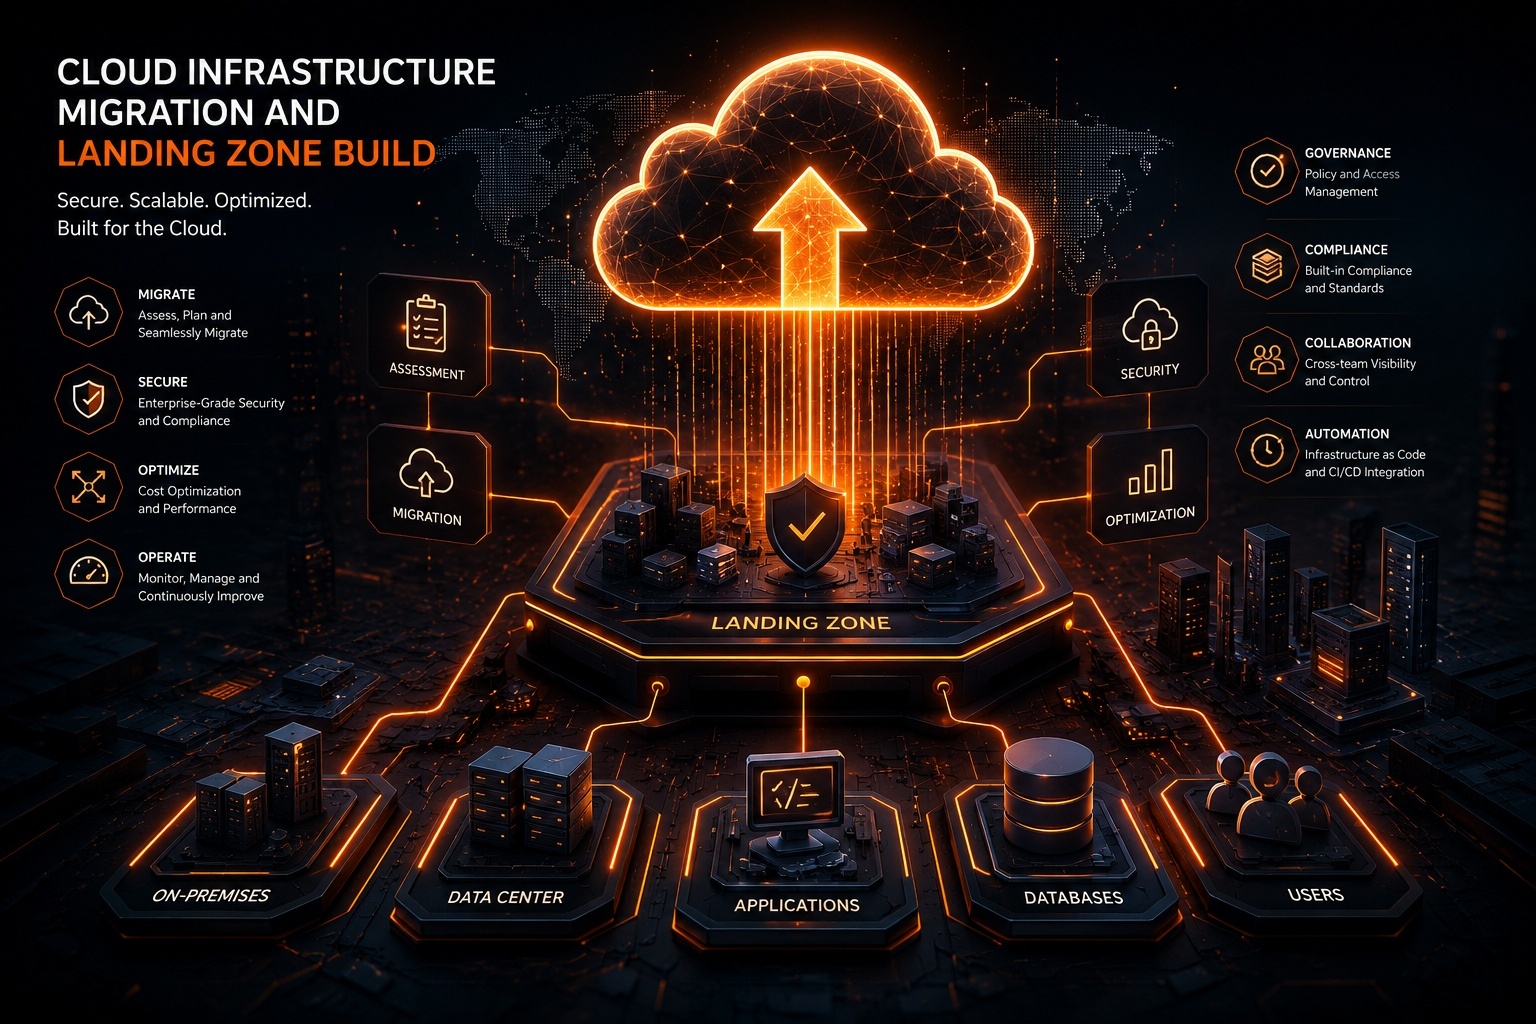 CLOUD INFRASTRUCTURE
MIGRATION AND
LANDING ZONE BUILD
Secure. Scalable. Optimized.
Built for the Cloud.
MIGRATE
Assess, Plan and
Seamlessly Migrate
SECURE
Enterprise-Grade Security
and Compliance
OPTIMIZE
Cost Optimization
and Performance
OPERATE
Monitor, Manage and
Continuously Improve
ASSESSMENT
MIGRATION
SECURITY
OPTIMIZATION
GOVERNANCE
Policy and Access
Management
COMPLIANCE
Built-in Compliance
and Standards
COLLABORATION
Cross-team Visibility
and Control
AUTOMATION
Infrastructure as Code
and CI/CD Integration
LANDING ZONE
</>
ON-PREMISES
DATA CENTER
APPLICATIONS
DATABASES
USERS